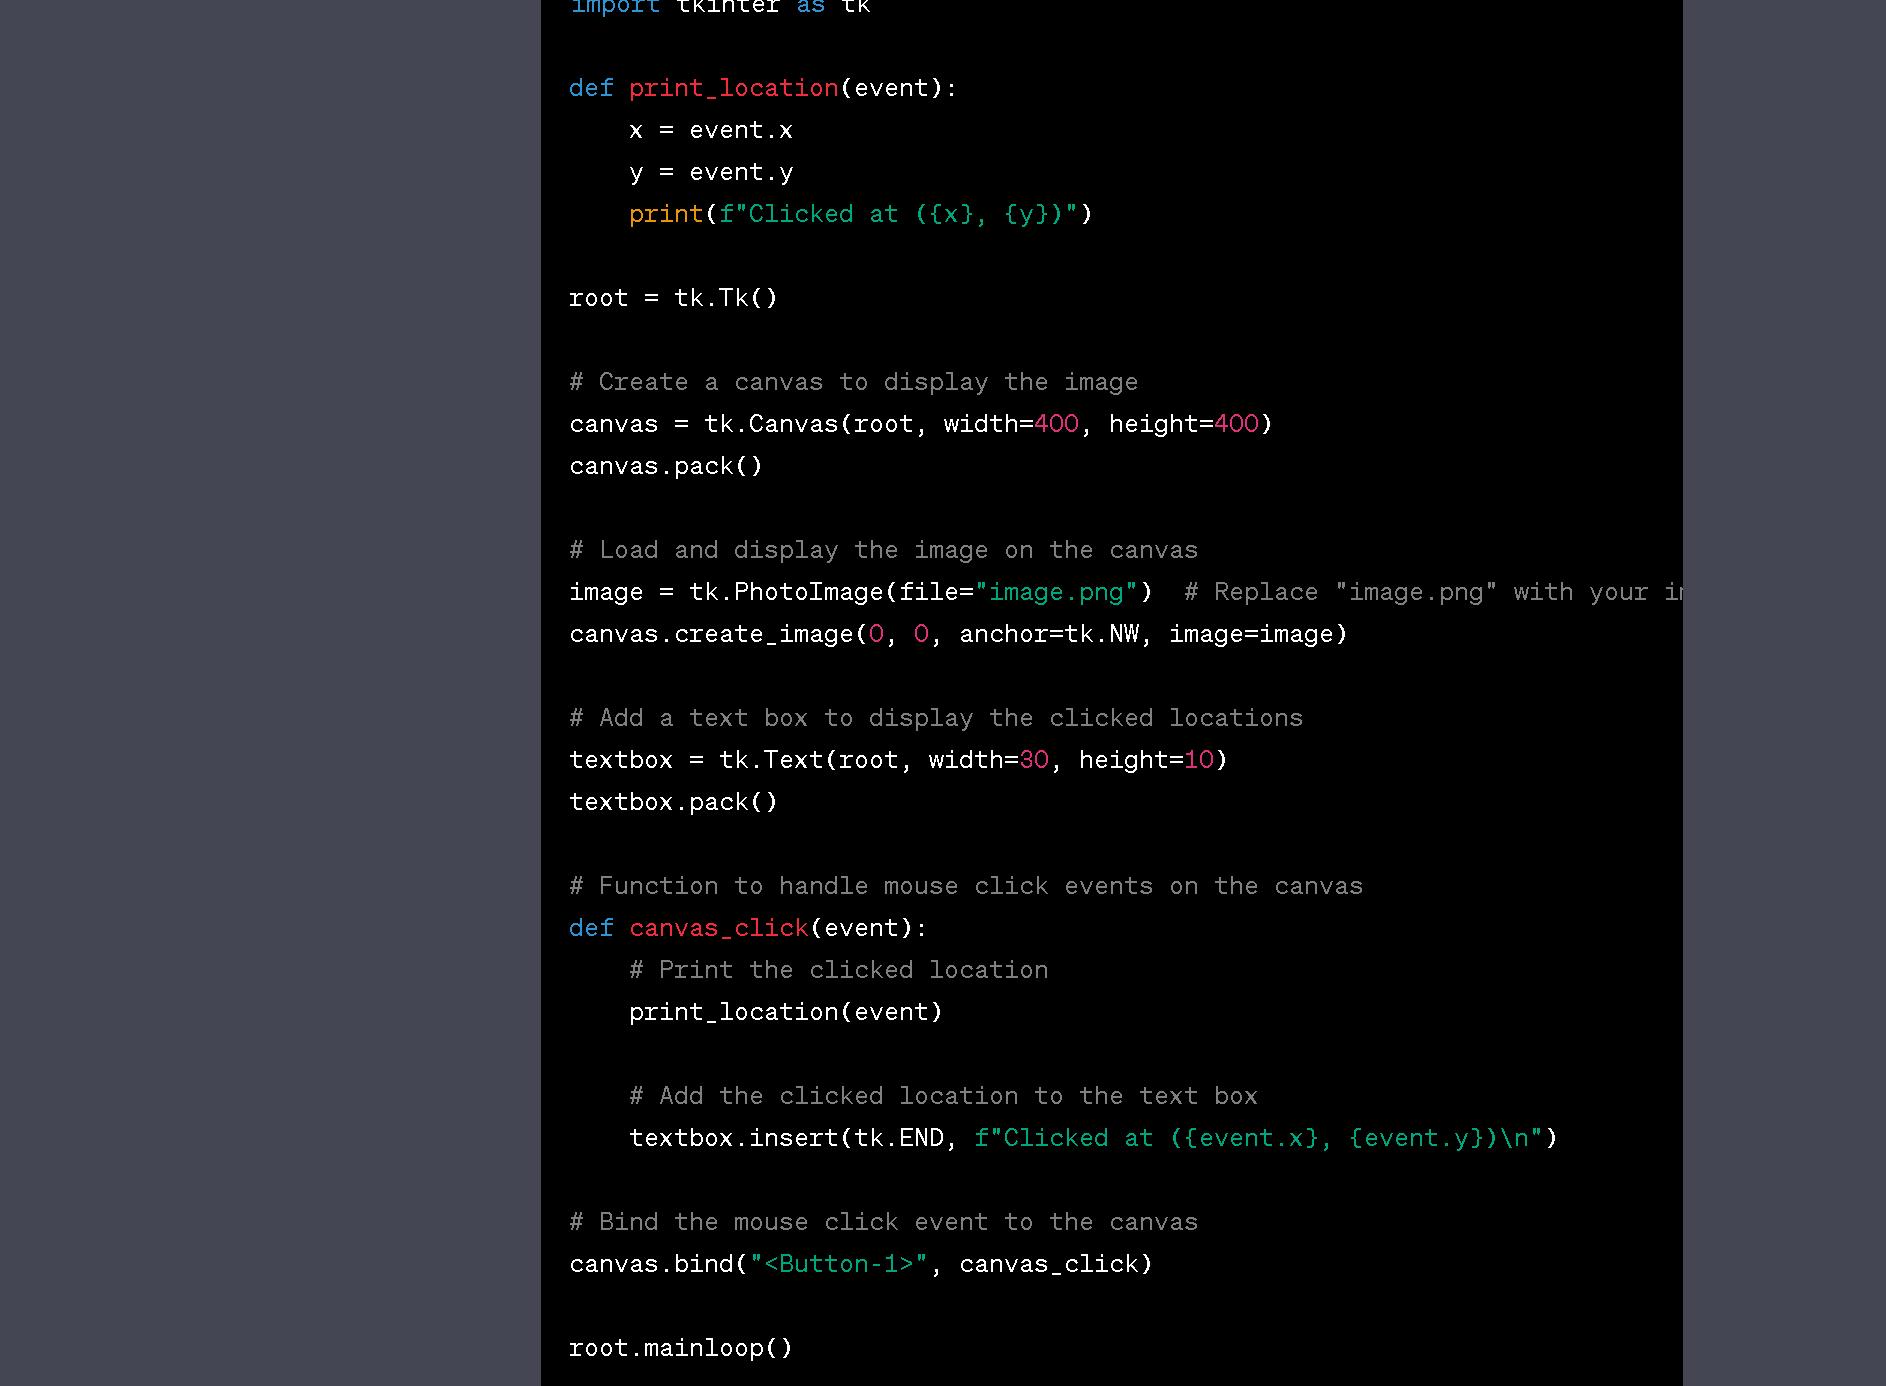 import tkinter as tk
def print_location(event):
    x = event.x
    y = event.y
    print(f"Clicked at ({x}, {y})")
root = tk.Tk()
# Create a canvas to display the image
canvas = tk.Canvas(root, width=400, height=400)
canvas.pack()
# Load and display the image on the canvas
image = tk.PhotoImage(file="image.png")  # Replace "image.png" with your
canvas.create_image(0, 0, anchor=tk.NW, image=image)
# Add a text box to display the clicked locations
textbox = tk.Text(root, width=30, height=10)
textbox.pack()
# Function to handle mouse click events on the canvas
def canvas_click(event):
    # Print the clicked location
    print_location(event)
    # Add the clicked location to the text box
    textbox.insert(tk.END, f"Clicked at ({event.x}, {event.y})\n")
# Bind the mouse click event to the canvas
canvas.bind("<Button-1>", canvas_click)
root.mainloop()